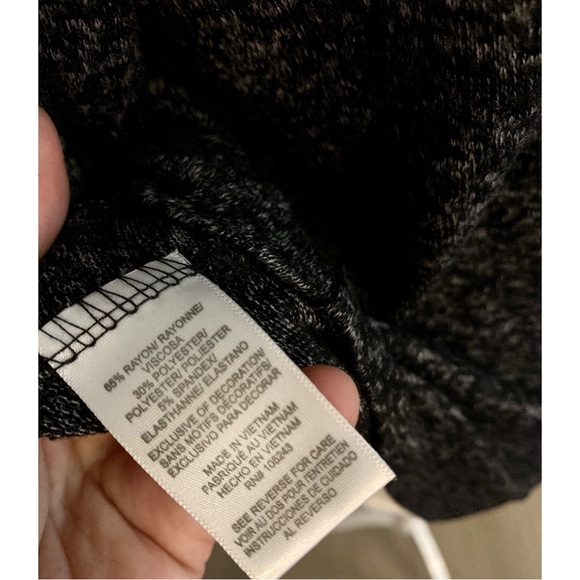 65% RAYON/ RAYONNE/
VISCOSA
30% POLYESTER/
POLYESTER/ POLIESTER
5% SPANDEX/
ELASTHANNE/ ELASTANO
EXCLUSIVE OF DECORATION/
SANS MOTIFS DÉCORATIFS/
EXCLUSIVO PARA DECORAR
MADE IN VIETNAM
FABRIQUÉ AU VIETNAM
HECHO EN VIETNAM
RN# 105243
SEE REVERSE FOR CARE
VOIR AU DOS POUR L'ENTRETIEN
INSTRUCCIONES DE CUIDADO
AL REVERSO